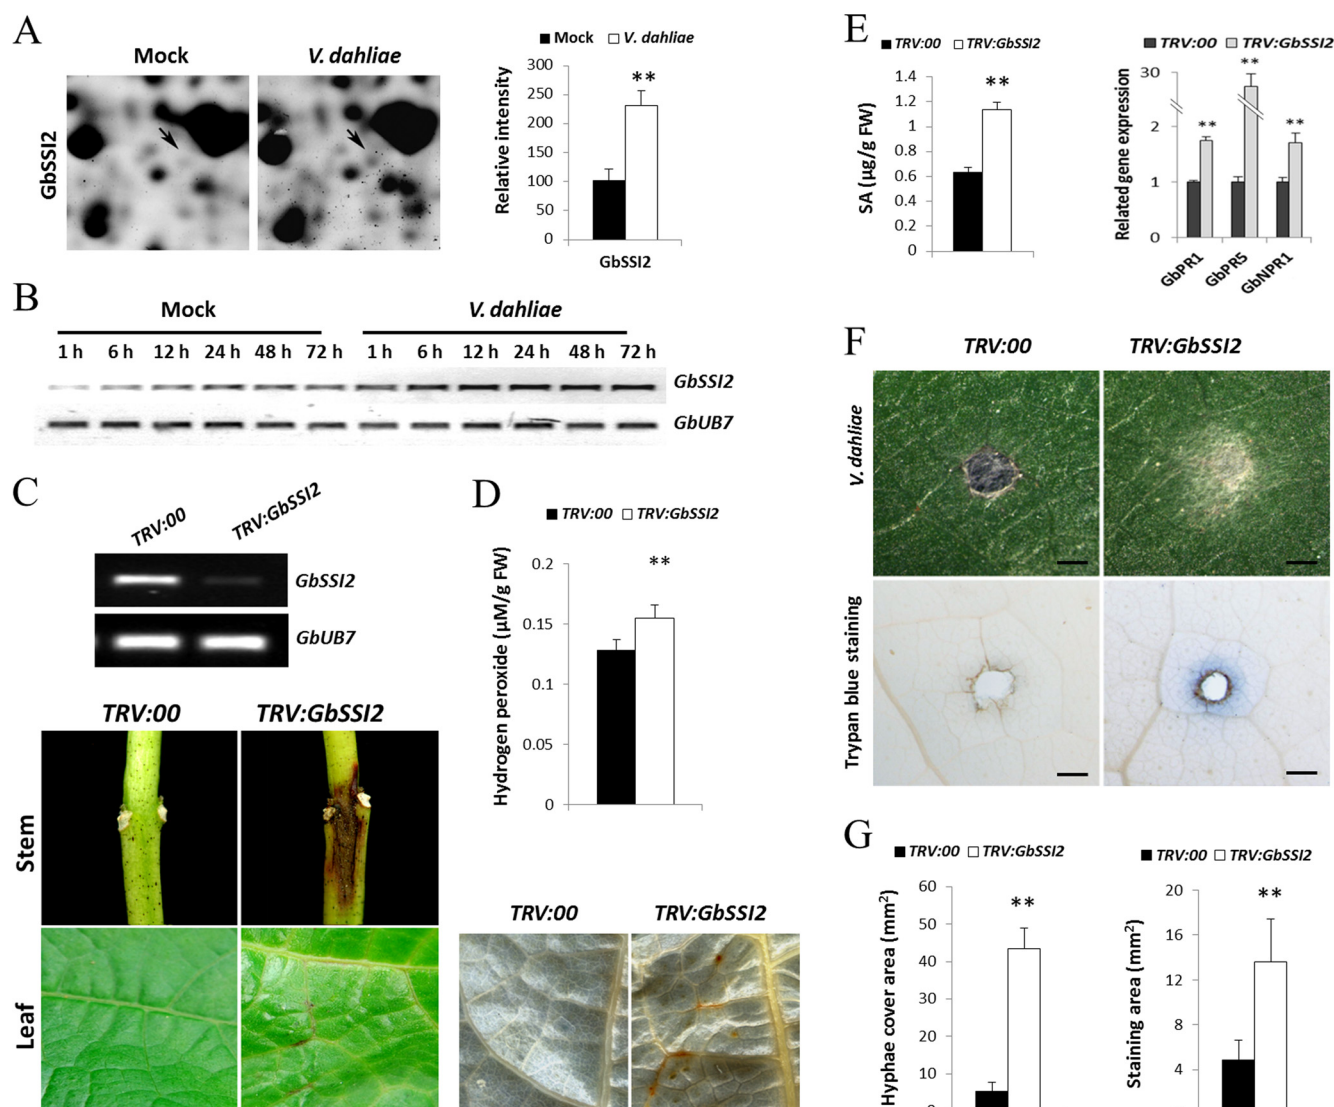 A
Mock
V. dahliae
GbSSI2
Mock V. dahliae
Relative intensity
300
250
200
150
100
50
0
**
GbSSI2
B
Mock
V. dahliae
1 h 6 h 12 h 24 h 48 h 72 h 1 h 6 h 12 h 24 h 48 h 72 h
GbSSI2
GbUB7
C
TRV:00
TRV:GbSSI2
GbSSI2
GbUB7
TRV:00
TRV:GbSSI2
Stem
Leaf
D
TRV:00 TRV:GbSSI2
Hydrogen peroxide (µM/g FW)
0.2
0.15
0.1
0.05
0
**
TRV:00
TRV:GbSSI2
E
TRV:00 TRV:GbSSI2
SA (µg/g FW)
1.4
1.2
1
0.8
0.6
0.4
0.2
0
**
TRV:00 TRV:GbSSI2
Related gene expression
30
2
1
0
**
**
**
GbPR1
GbPR5
GbNPR1
F
TRV:00
TRV:GbSSI2
V. dahliae
Trypan blue staining
G
TRV:00 TRV:GbSSI2
Hyphae cover area (mm²)
60
50
40
30
20
10
**
TRV:00 TRV:GbSSI2
Staining area (mm²)
20
16
12
8
4
**